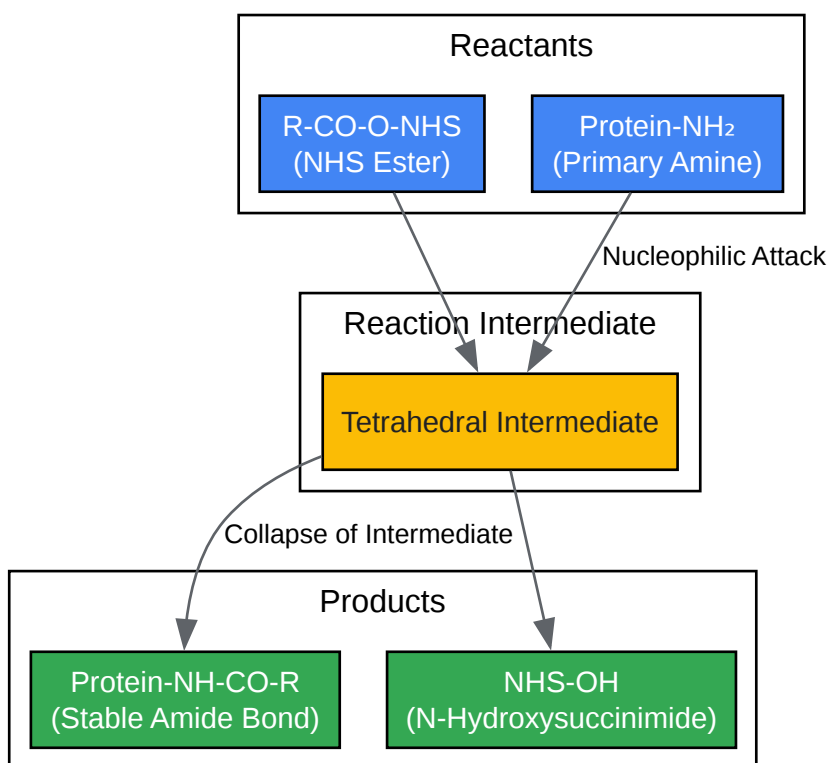 Reactants
R-CO-O-NHS
(NHS Ester)
Protein-NH₂
(Primary Amine)
Nucleophilic Attack
Reaction Intermediate
Tetrahedral Intermediate
Collapse of Intermediate
Products
Protein-NH-CO-R
(Stable Amide Bond)
NHS-OH
(N-Hydroxysuccinimide)